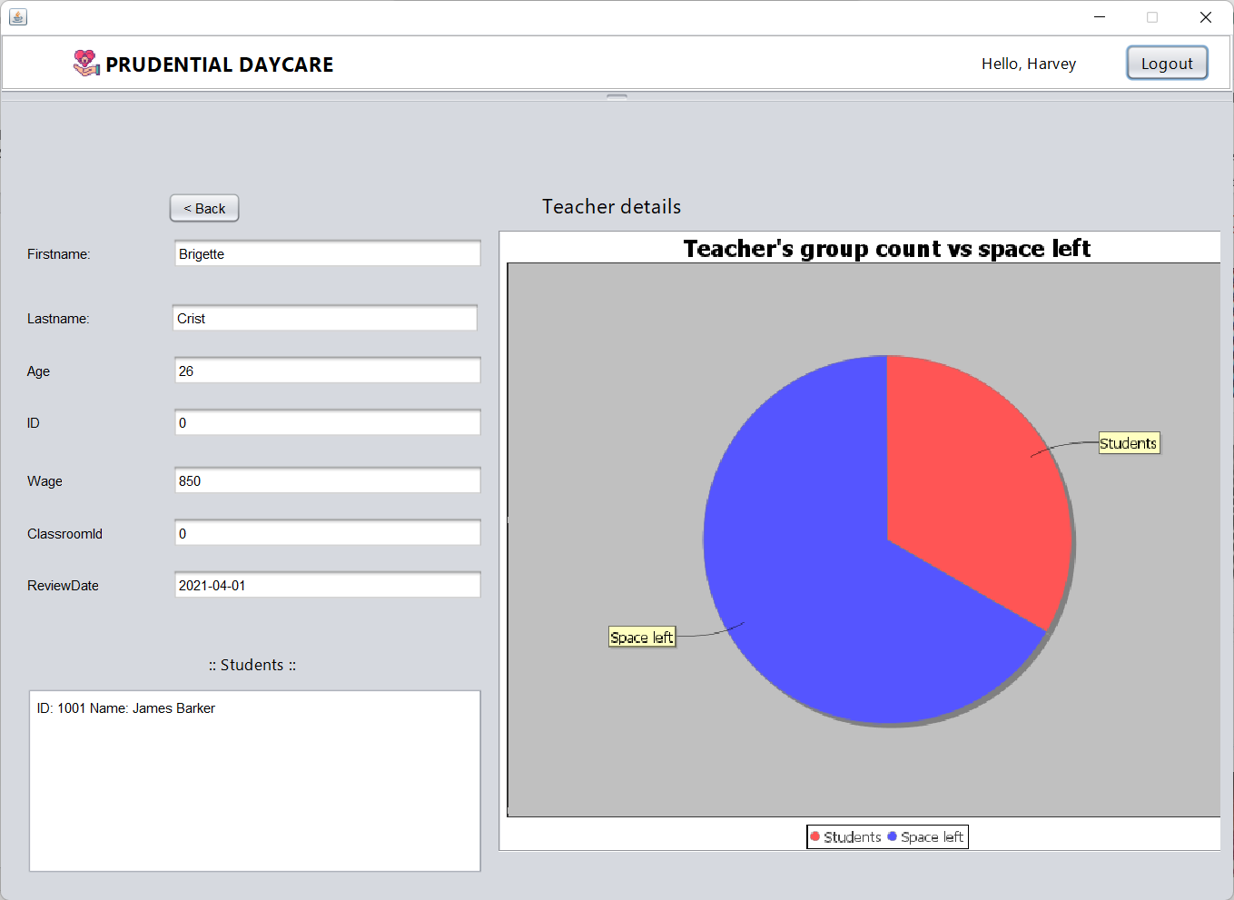 PRUDENTIAL DAYCARE
Hello, Harvey
Logout
< Back
Teacher details
Firstname:
Brigette
Lastname:
Crist
Age
26
ID
0
Wage
850
ClassroomId
0
ReviewDate
2021-04-01
:: Students ::
ID: 1001 Name: James Barker
Teacher's group count vs space left
Students
Space left
Students Space left